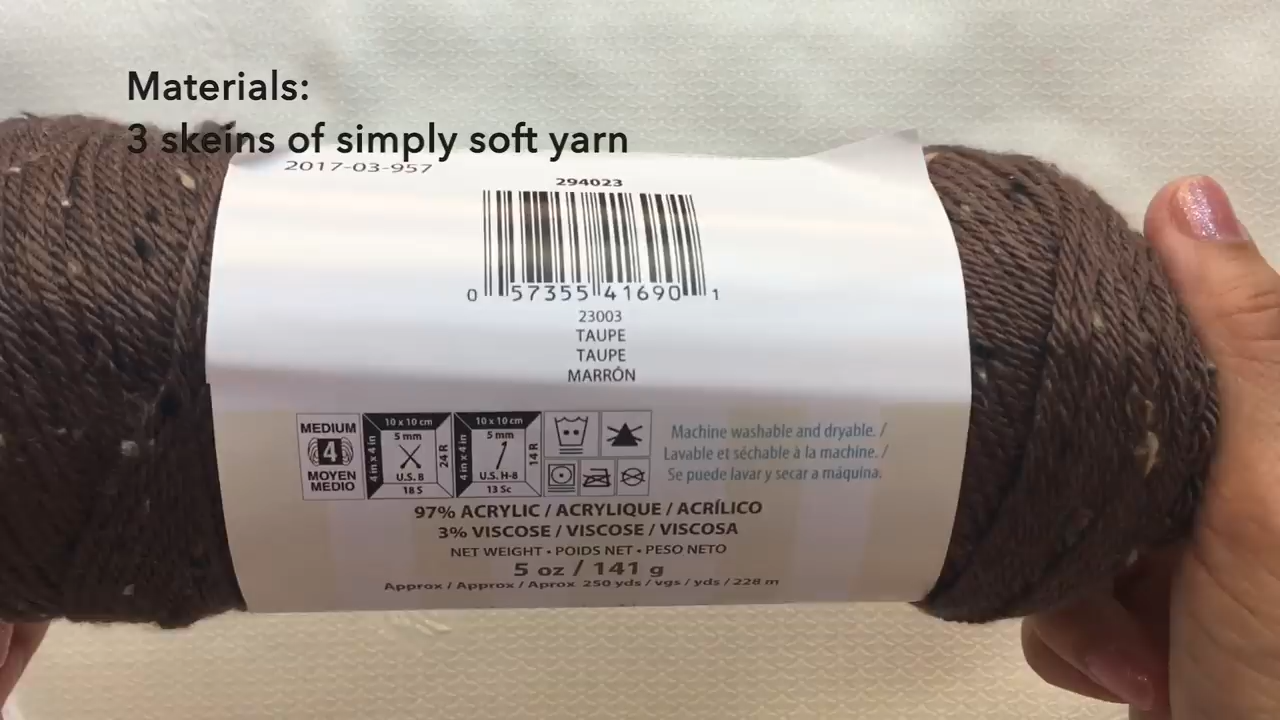 Materials:
3 skeins of simply soft yarn
2017-03-957
294023
0 57355 41690 1
23003
TAUPE
TAUPE
MARRÓN
MEDIUM
4
MOYEN
MEDIO
10 x 10 cm
4 in x 4 in
5 mm
24 R
U.S. 8
18 S
10 x 10 cm
4 in x 4 in
5 mm
14 R
U.S. H-8
13 Sc
Machine washable and dryable. /
Lavable et séchable à la machine. /
Se puede lavar y secar a máquina.
97% ACRYLIC / ACRYLIQUE / ACRÍLICO
3% VISCOSE / VISCOSE / VISCOSA
NET WEIGHT • POIDS NET • PESO NETO
5 oz / 141 g
Approx / Approx / Aprox 250 yds / vgs / yds / 228 m